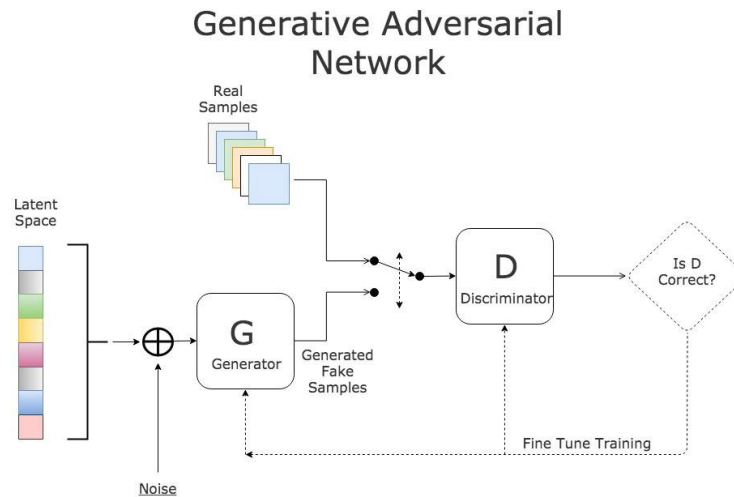 Generative Adversarial
Network
Real
Samples
Latent
Space
D
Discriminator
Is D
Correct?
G
Generator
Generated
Fake
Samples
Fine Tune Training
Noise